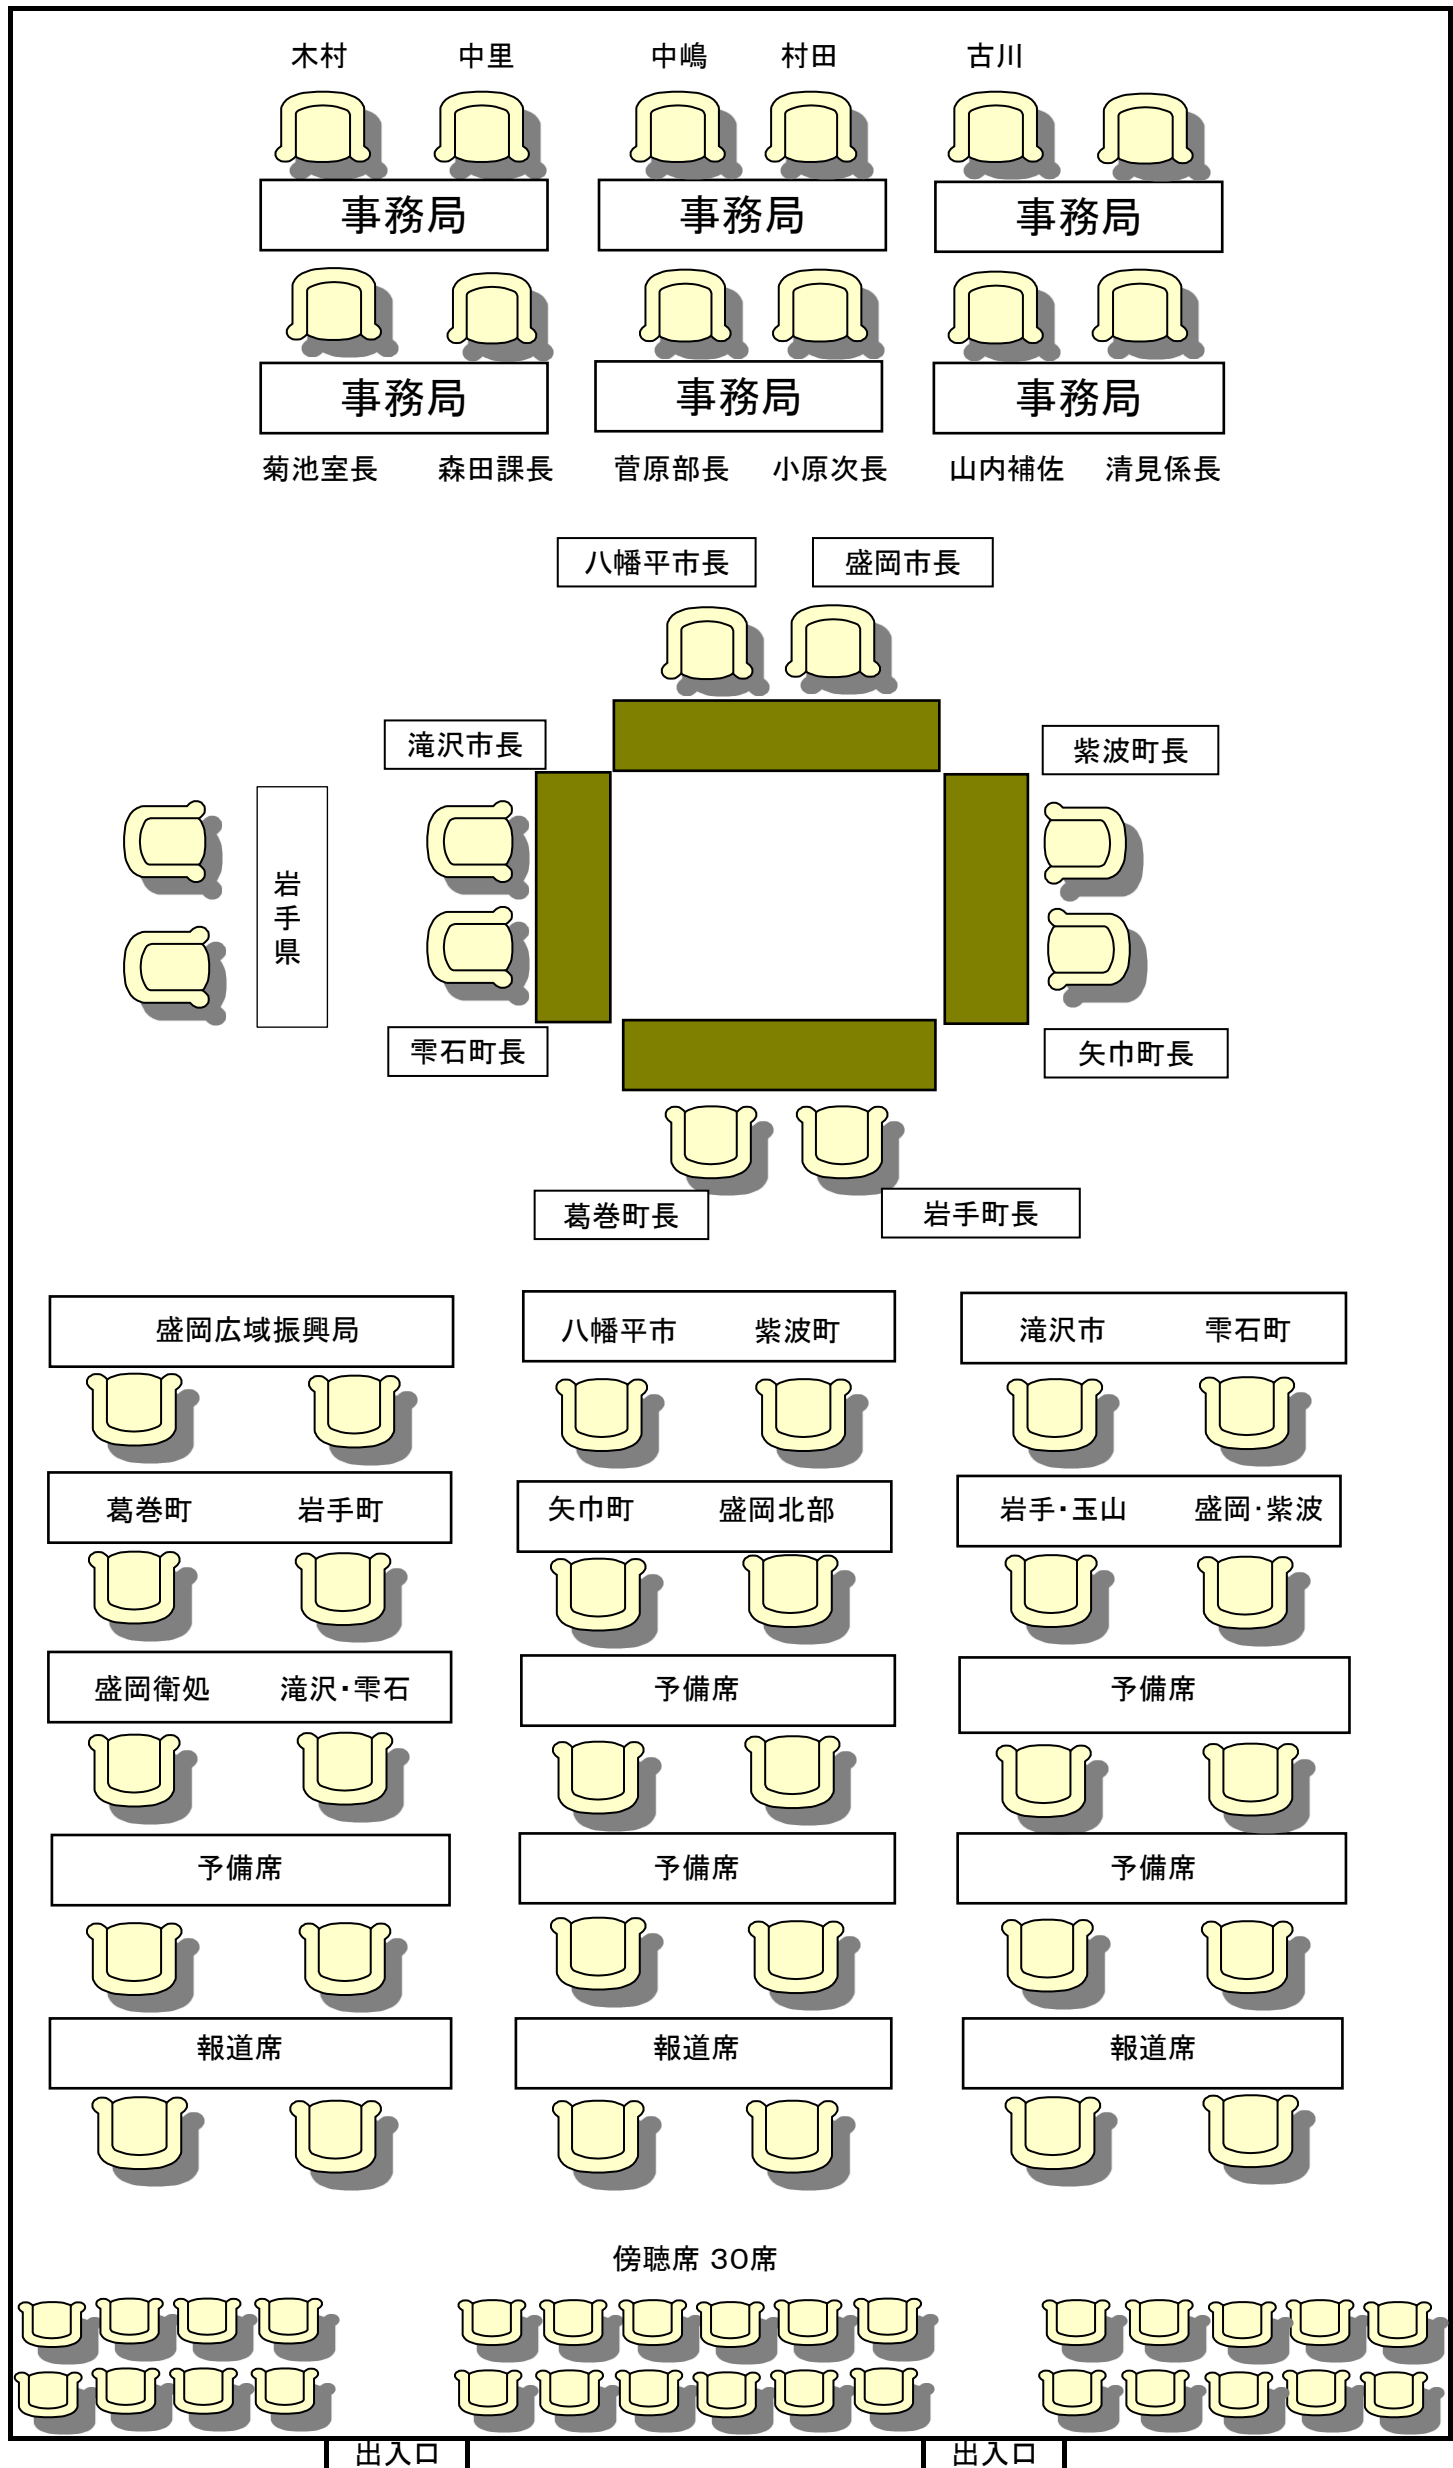 木村 中里 中嶋 村田 古川
事務局 事務局 事務局
事務局 事務局 事務局
菊池室長 森田課長 菅原部長 小原次長 山内補佐 清見係長
八幡平市長 盛岡市長
滝沢市長 紫波町長
岩手県
雫石町長 矢巾町長
葛巻町長 岩手町長
盛岡広域振興局 八幡平市 紫波町 滝沢市 雫石町
葛巻町 岩手町 矢巾町 盛岡北部 岩手・玉山 盛岡・紫波
盛岡衛処 滝沢・雫石 予備席 予備席
予備席 予備席 予備席
報道席 報道席 報道席
傍聴席 30席
出入口 出入口